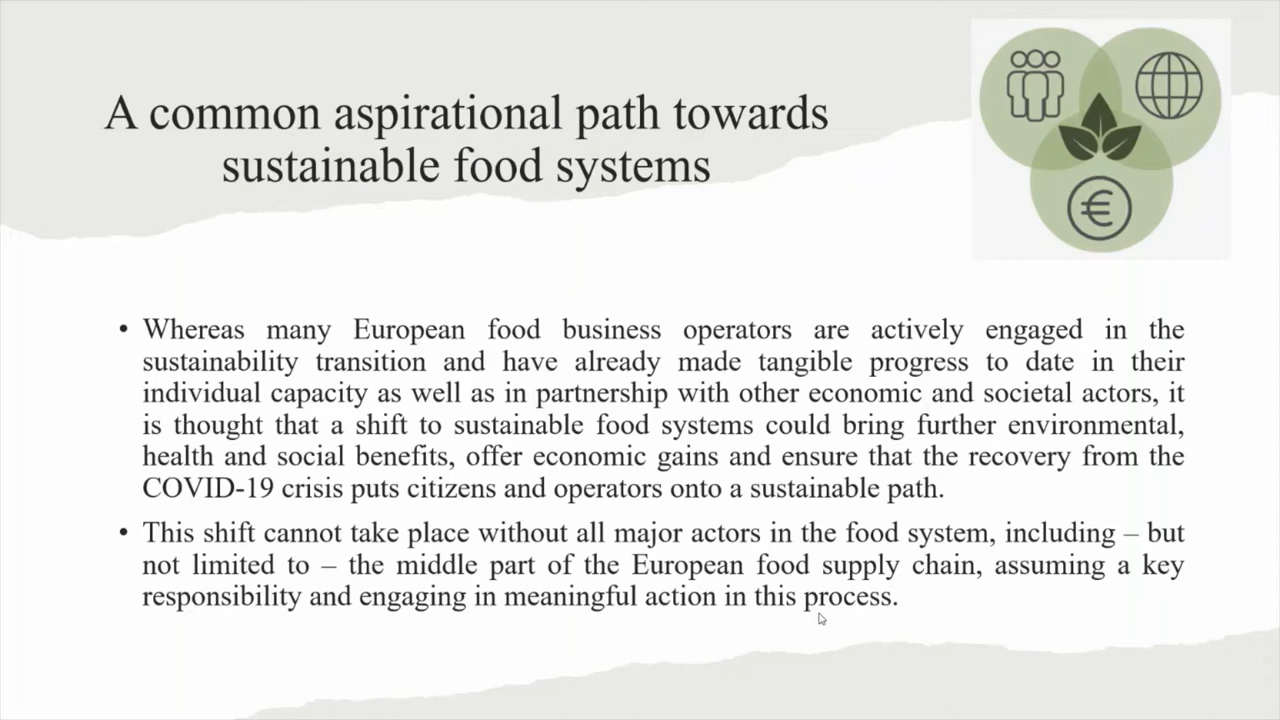 A common aspirational path towards
sustainable food systems
€
• Whereas many European food business operators are actively engaged in the
sustainability transition and have already made tangible progress to date in their
individual capacity as well as in partnership with other economic and societal actors, it
is thought that a shift to sustainable food systems could bring further environmental,
health and social benefits, offer economic gains and ensure that the recovery from the
COVID-19 crisis puts citizens and operators onto a sustainable path.
• This shift cannot take place without all major actors in the food system, including – but
not limited to – the middle part of the European food supply chain, assuming a key
responsibility and engaging in meaningful action in this process.